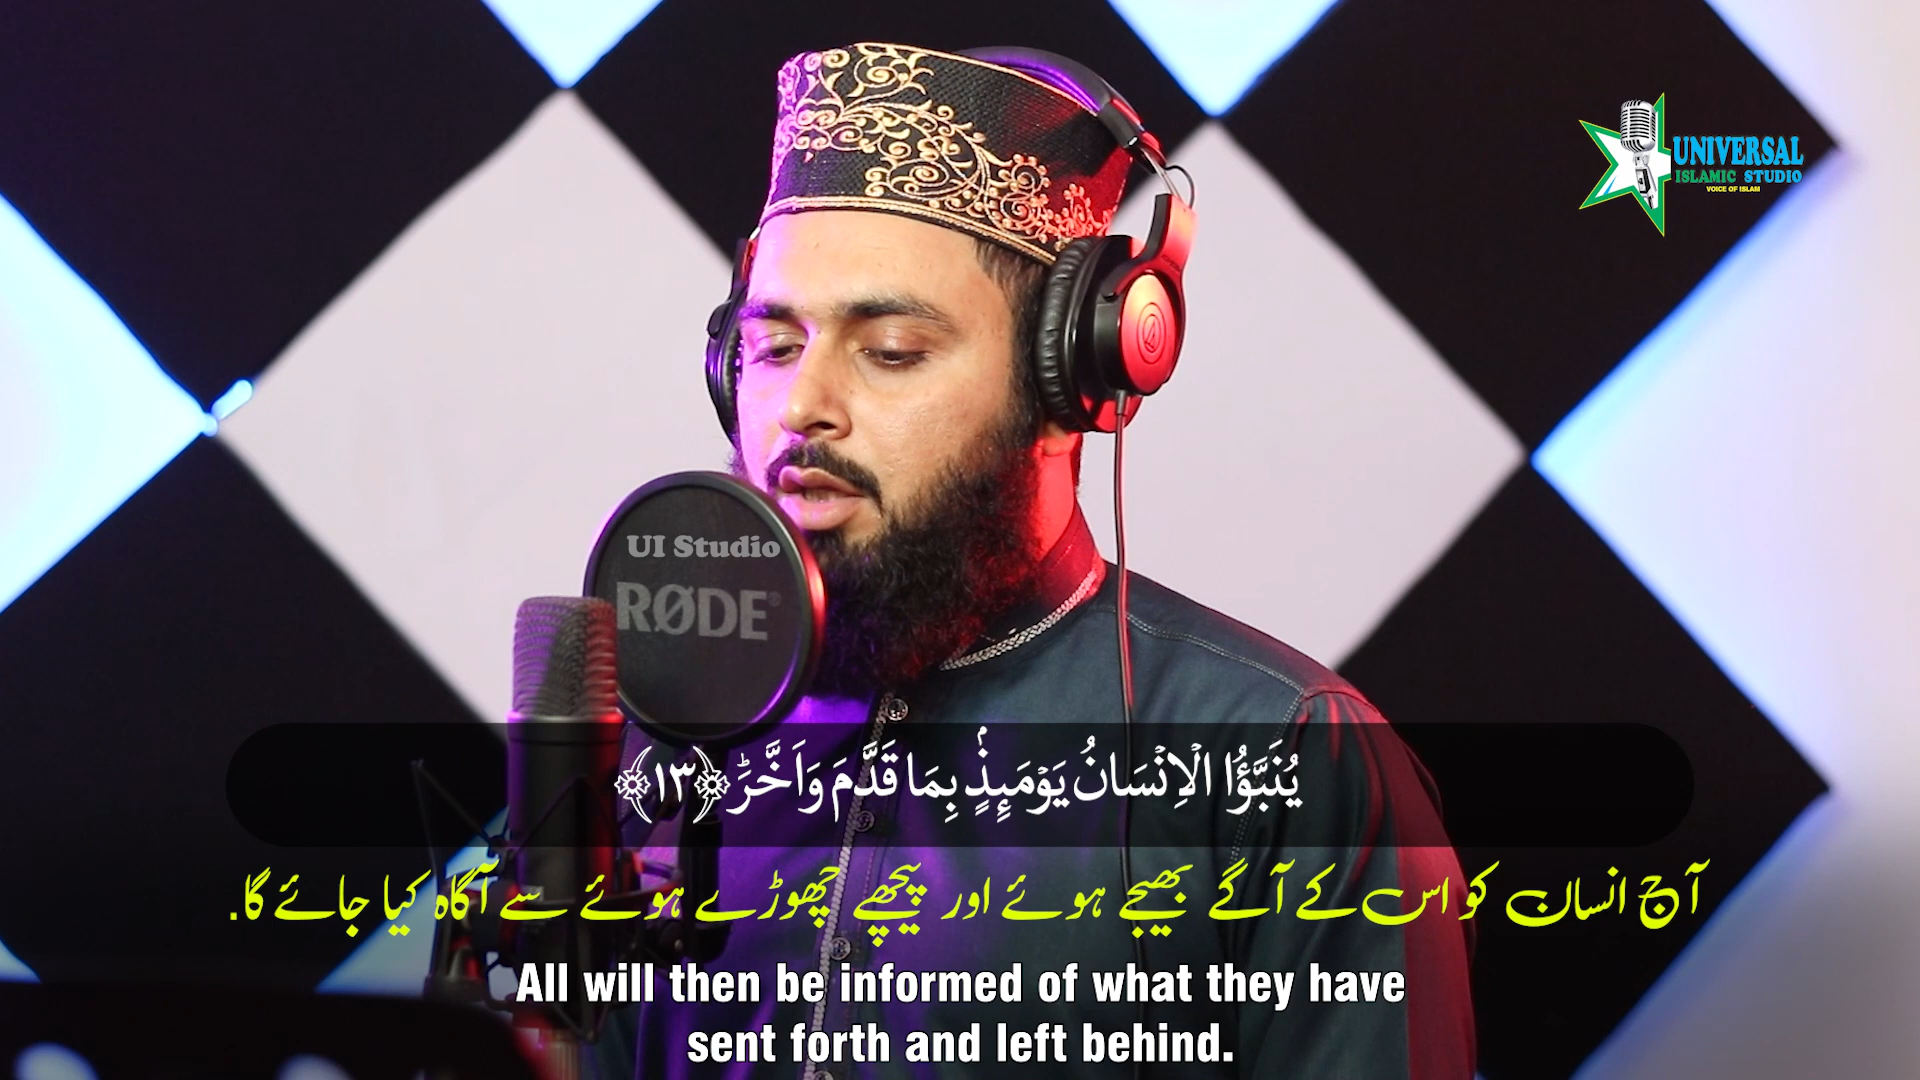 UNIVERSAL
ISLAMIC STUDIO
VOICE OF ISLAM
UI Studio
RØDE®
يُنَبَّؤُا الْاِنْسَانُ يَوْمَئِذٍۭ بِمَا قَدَّمَ وَاَخَّرَؕ ﴿۱۳﴾
آج انسان کو اس کے آگے بھیجے ہوئے اور پیچھے چھوڑے ہوئے سے آگاہ کیا جائے گا.
All will then be informed of what they have
sent forth and left behind.